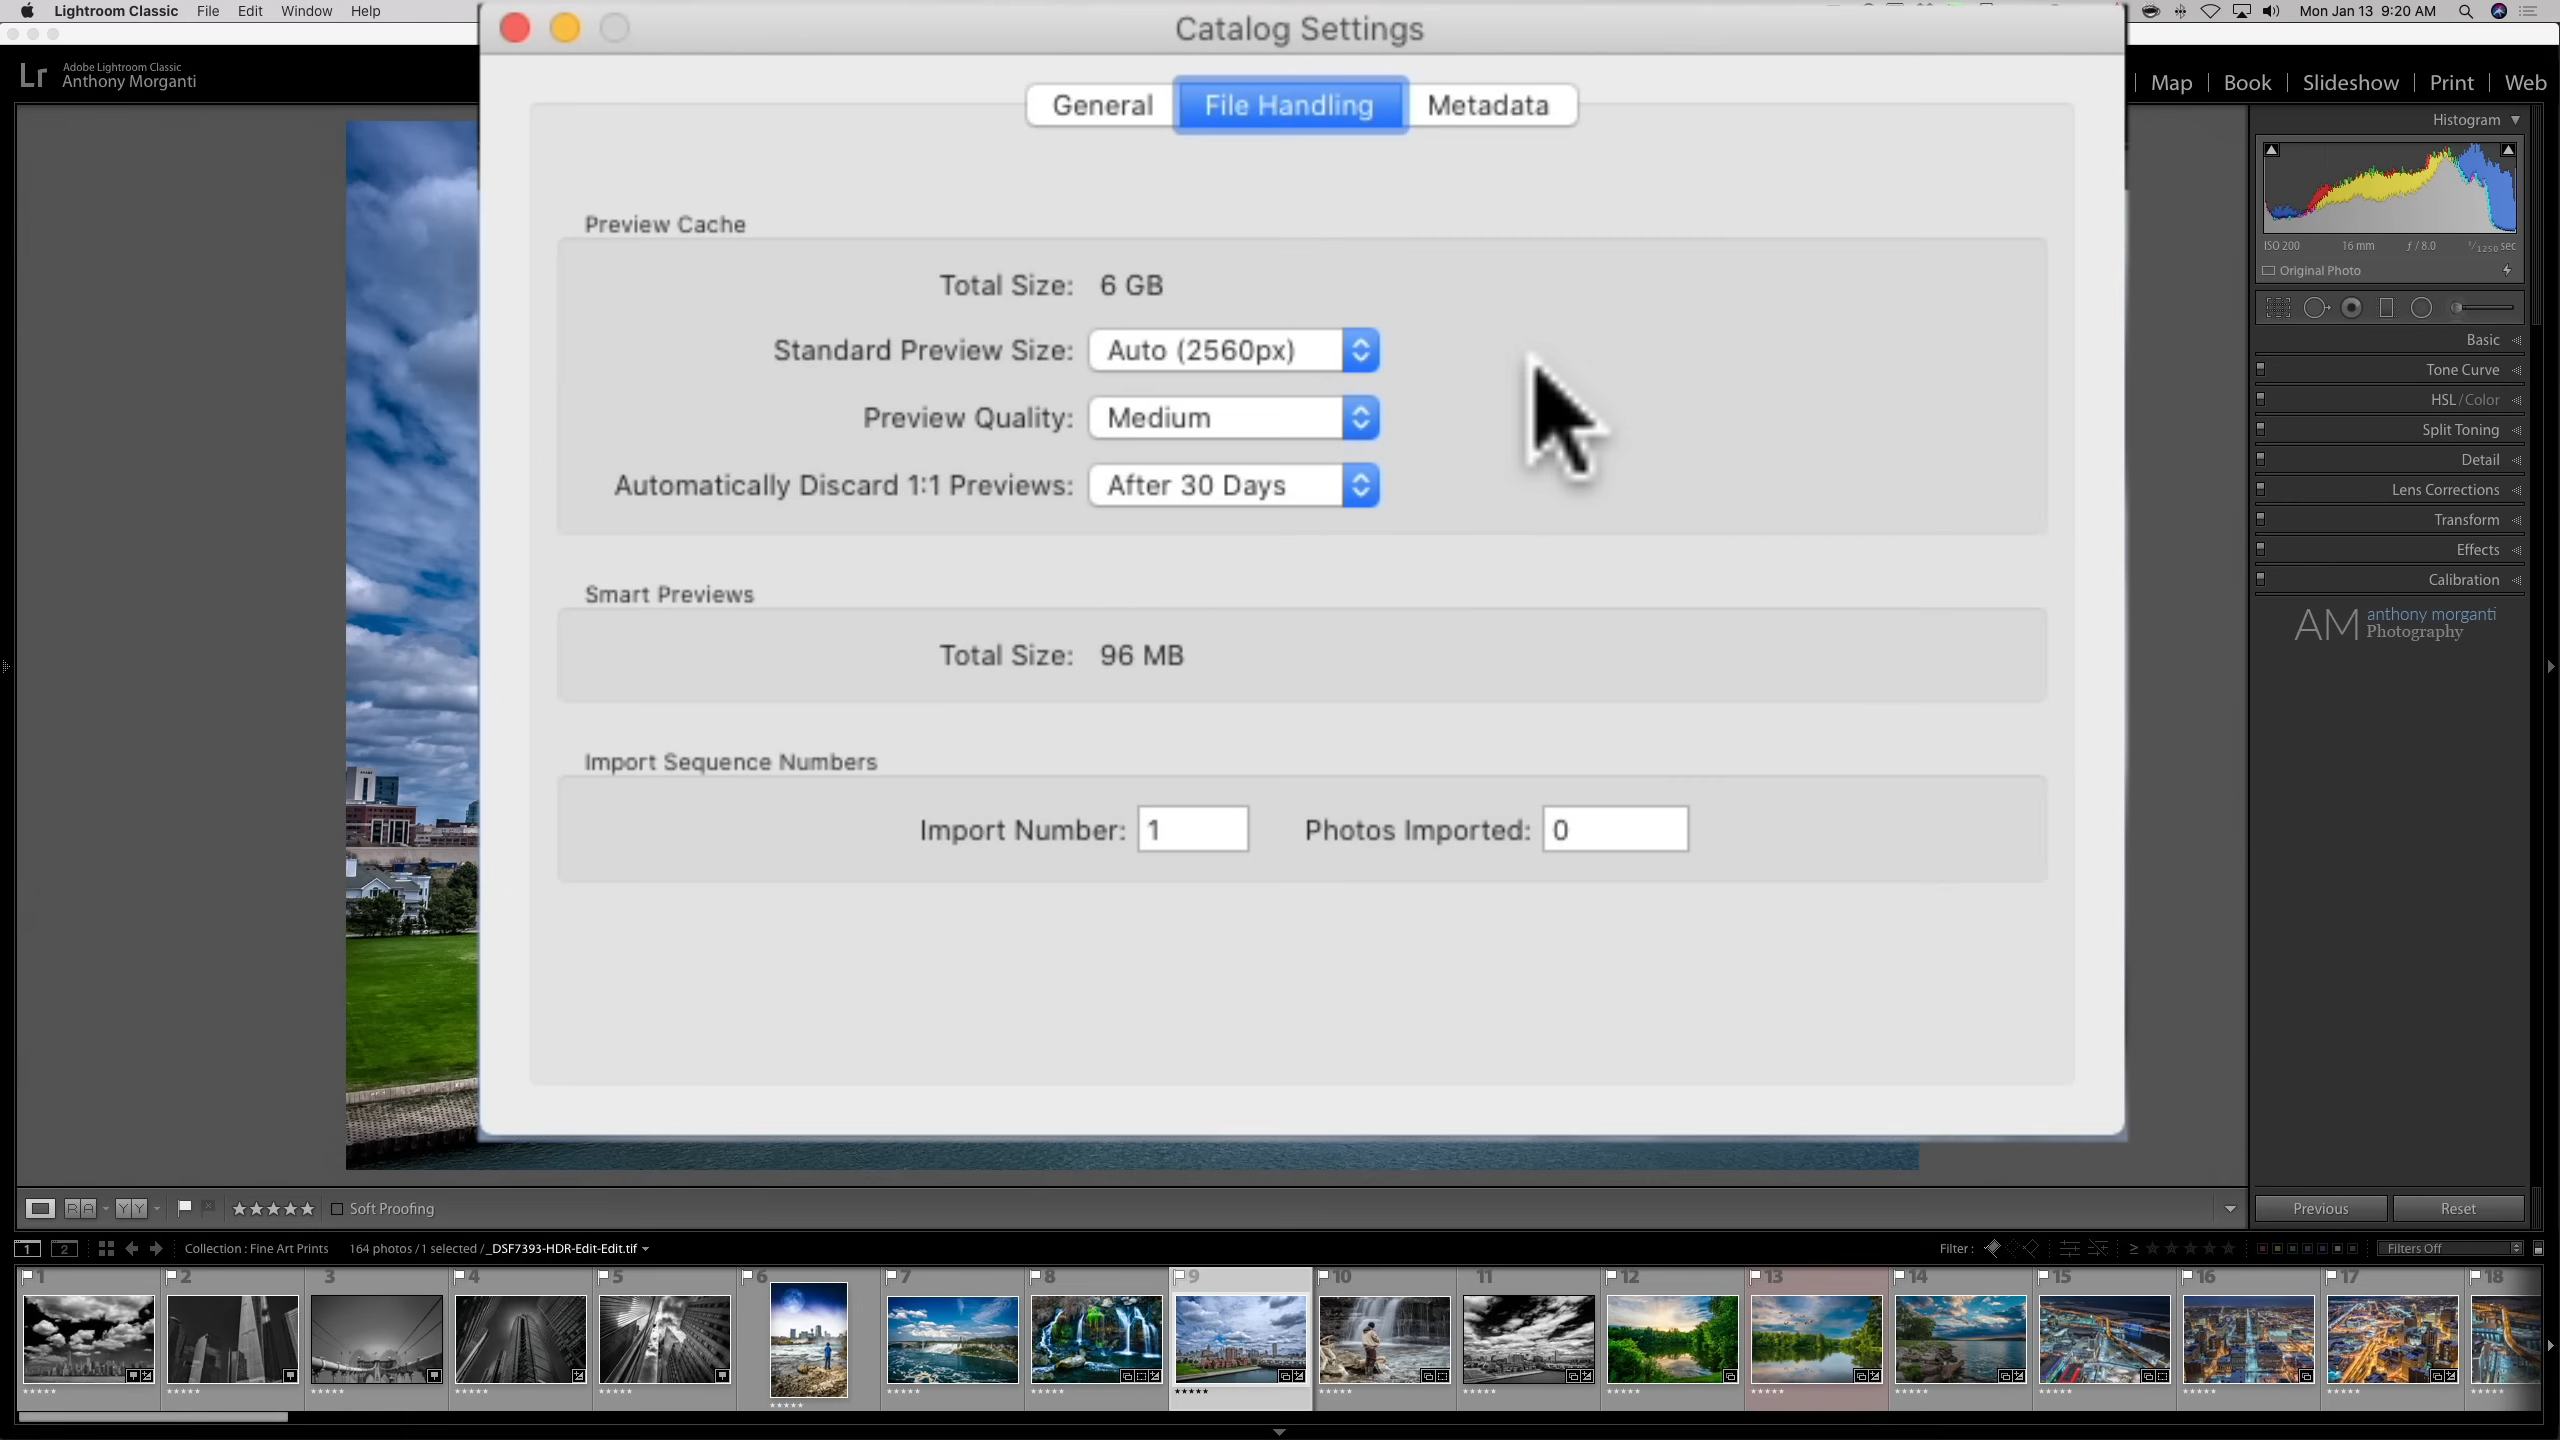 Lightroom Classic File Edit Window Help
Mon Jan 13 9:20 AM
Catalog Settings
Lr Adobe Lightroom Classic
Anthony Morganti
Map | Book | Slideshow | Print | Web
General File Handling Metadata
Preview Cache
Total Size: 6 GB
Standard Preview Size: Auto (2560px)
Preview Quality: Medium
Automatically Discard 1:1 Previews: After 30 Days
Smart Previews
Total Size: 96 MB
Import Sequence Numbers
Import Number: 1 Photos Imported: 0
Histogram
ISO 200 16 mm ƒ / 8.0 1/1250 sec
Original Photo
Basic
Tone Curve
HSL / Color
Split Toning
Detail
Lens Corrections
Transform
Effects
Calibration
AM anthony morganti
Photography
R A Y Y Soft Proofing
Previous Reset
1 2 Collection : Fine Art Prints 164 photos / 1 selected / _DSF7393-HDR-Edit-Edit.tif
Filter : ≥ Filters Off
1 2 3 4 5 6 7 8 9 10 11 12 13 14 15 16 17 18